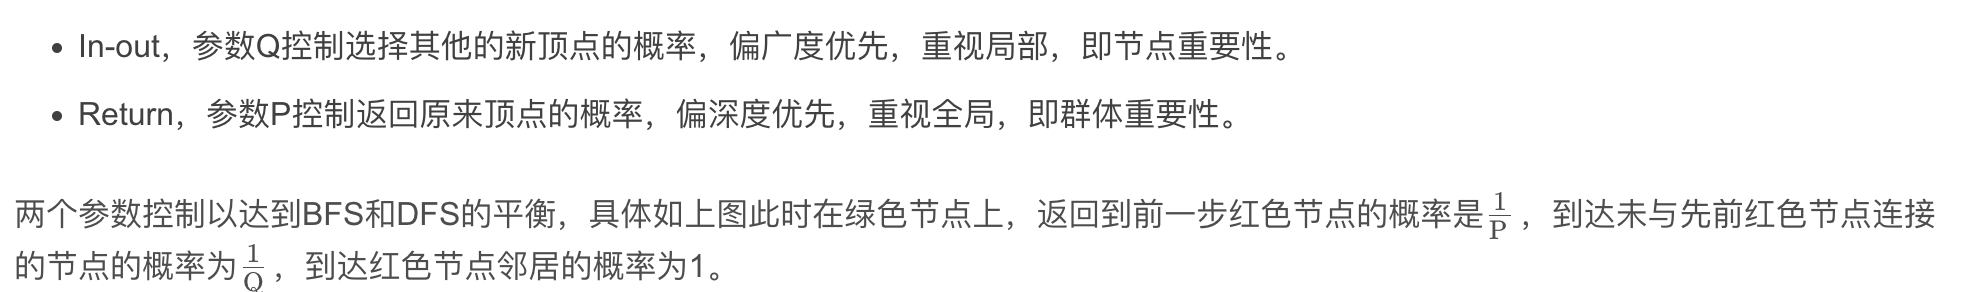 • In-out，参数Q控制选择其他的新顶点的概率，偏广度优先，重视局部，即节点重要性。
• Return，参数P控制返回原来顶点的概率，偏深度优先，重视全局，即群体重要性。
两个参数控制以达到BFS和DFS的平衡，具体如上图此时在绿色节点上，返回到前一步红色节点的概率是1/P，到达未与先前红色节点连接
的节点的概率为1/Q，到达红色节点邻居的概率为1。